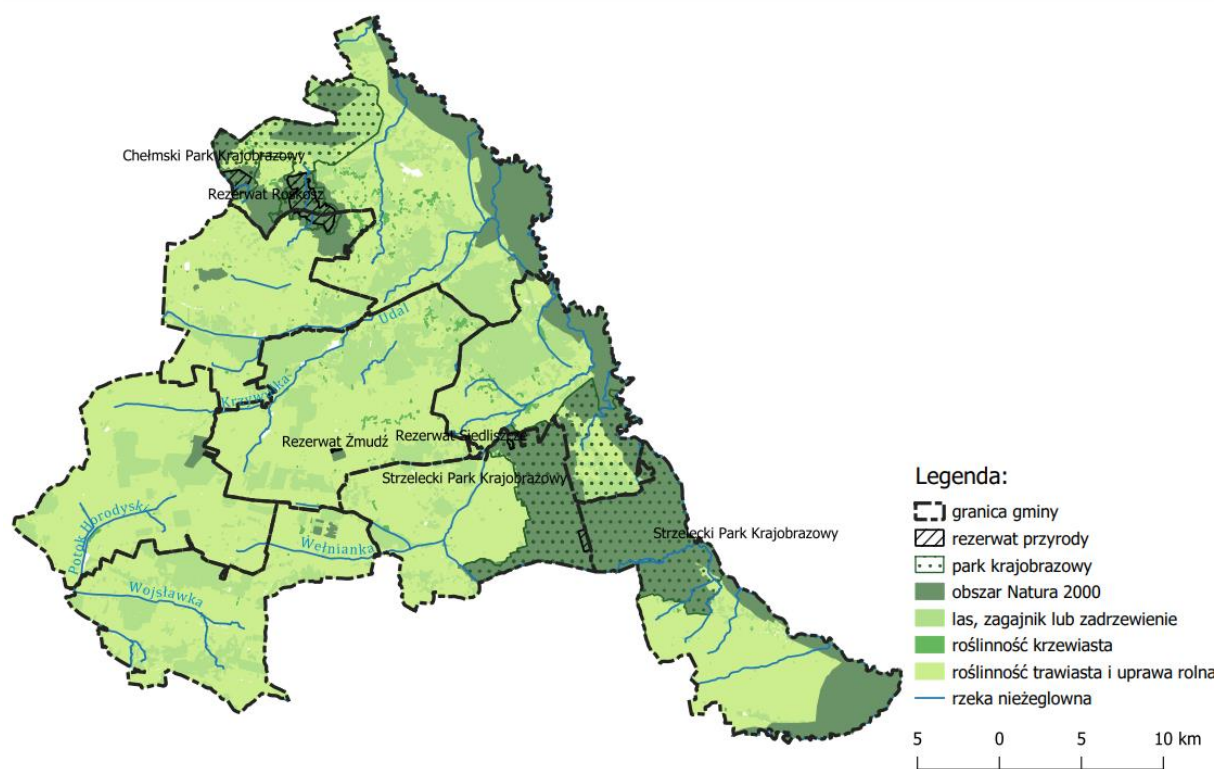 Chełmski Park Krajobrazowy
Rezerwat Roskosz
Udal
Krzywólka
Rezerwat Żmudź
Rezerwat Siedliszcze
Strzelecki Park Krajobrazowy
Potok Horodyski
Wełnianka
Strzelecki Park Krajobrazowy
Wojsławka
Legenda:
granica gminy
rezerwat przyrody
park krajobrazowy
obszar Natura 2000
las, zagajnik lub zadrzewienie
roślinność krzewiasta
roślinność trawiasta i uprawa rolna
rzeka nieżeglowna
5 0 5 10 km